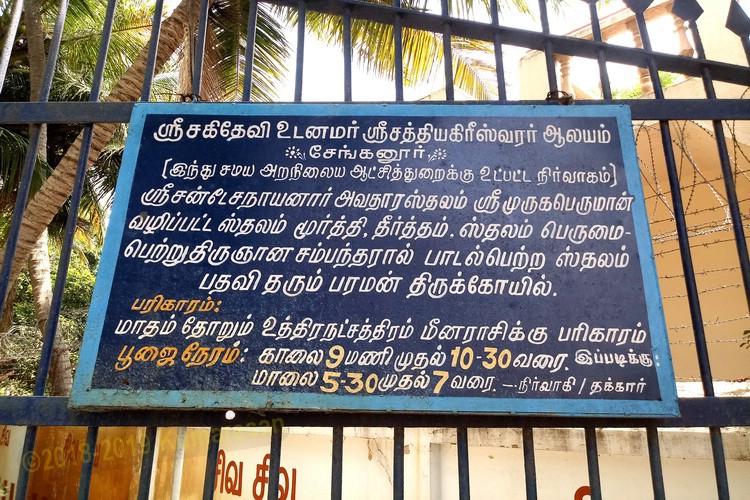 ஸ்ரீசகிதேவி உடனமர் ஸ்ரீசத்தியகிரீஸ்வரர் ஆலயம்
சேங்கனூர்
(இந்து சமய அறநிலைய ஆட்சித்துறைக்கு உட்பட்ட நிர்வாகம்)
ஸ்ரீசன்டேசநாயனார் அவதாரஸ்தலம் ஸ்ரீ முருகபெருமான்
வழிப்பட்ட ஸ்தலம் மூர்த்தி, தீர்த்தம். ஸ்தலம் பெருமை-
பெற்று திருஞான சம்பந்தரால் பாடல்பெற்ற ஸ்தலம்
பதவி தரும் பரமன் திருக்கோயில்.
பரிகாரம்:
மாதம் தோறும் உத்திரநட்சத்திரம் மீனராசிக்கு பரிகாரம்
பூஜைநேரம்: காலை 9 மணி முதல் 10-30 வரை. இப்படிக்கு:
மாலை 5-30 முதல் 7 வரை. -நிர்வாகி / தக்கார்
சிவ சிவ